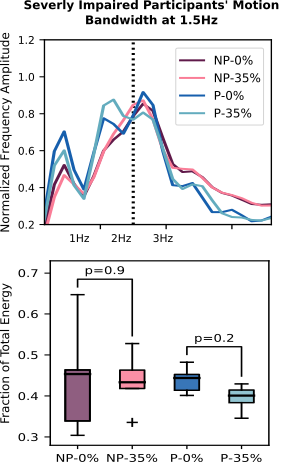 Severly Impaired Participants' Motion
Bandwidth at 1.5Hz
Normalized Frequency Amplitude
1.2
1.0
0.8
0.6
0.4
0.2
NP-0%
NP-35%
P-0%
P-35%
1Hz 2Hz 3Hz
Fraction of Total Energy
0.7
0.6
0.5
0.4
0.3
p=0.9
p=0.2
NP-0% NP-35% P-0% P-35%